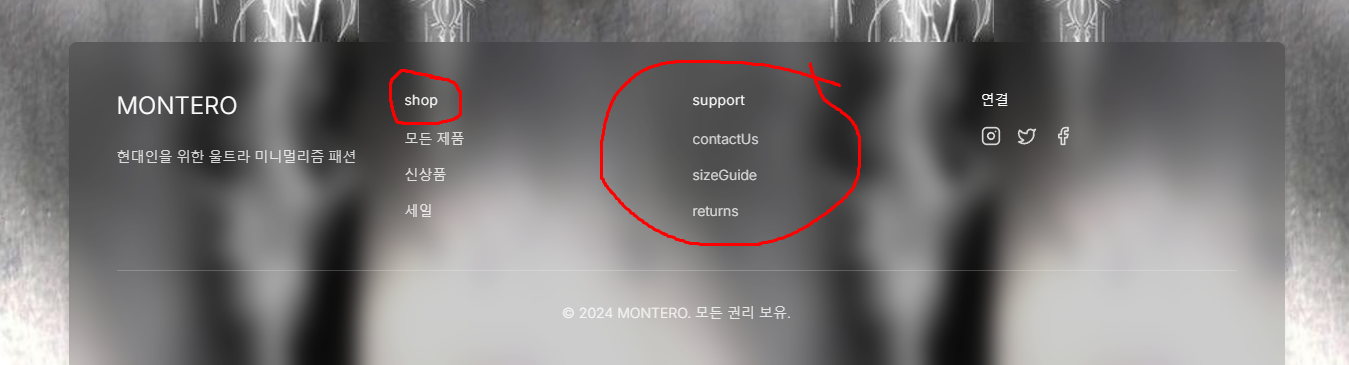 MONTERO
현대인을 위한 울트라 미니멀리즘 패션
shop
모든 제품
신상품
세일
support
contactUs
sizeGuide
returns
연결
© 2024 MONTERO. 모든 권리 보유.